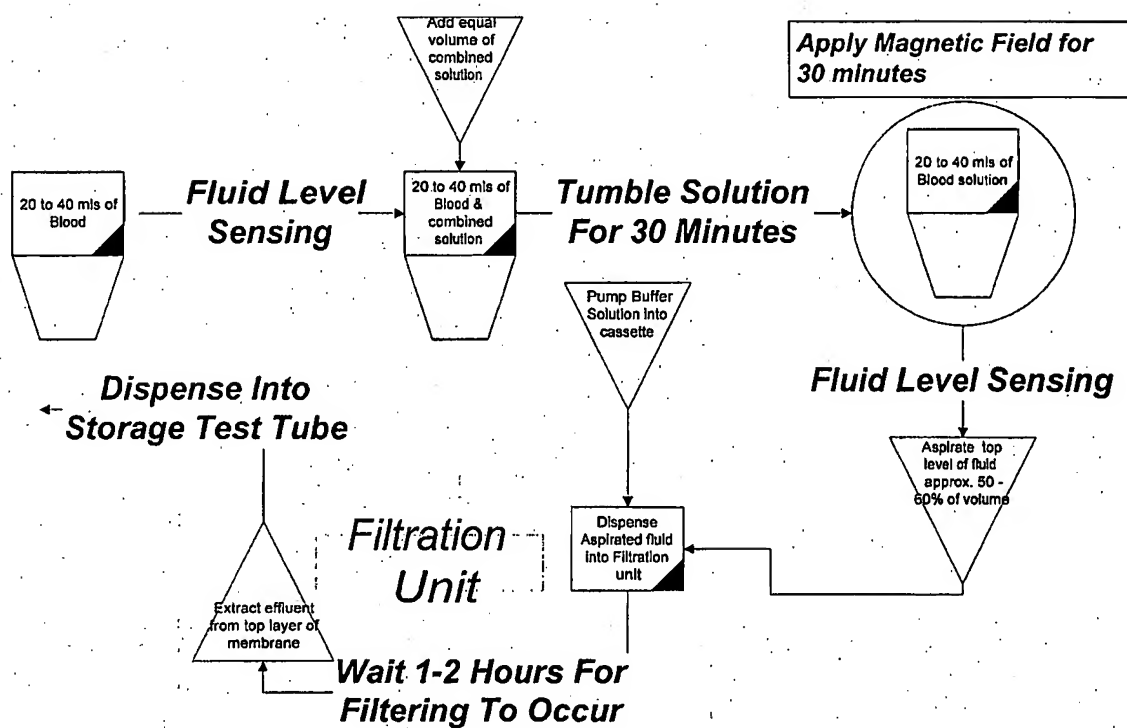 Add equal
volume of
combined
solution
Apply Magnetic Field for
30 minutes
20 to 40 mls of
Blood
Fluid Level
Sensing
20 to 40 mls of
Blood &
combined
solution
Tumble Solution
For 30 Minutes
20 to 40 mls of
Blood solution
Pump Buffer
Solution into
cassette
Fluid Level Sensing
Dispense Into
Storage Test Tube
Aspirate top
level of fluid
approx. 50 -
60% of volume
Filtration
Unit
Dispense
Aspirated fluid
into Filtration
unit
Extract effluent
from top layer of
membrane
Wait 1-2 Hours For
Filtering To Occur